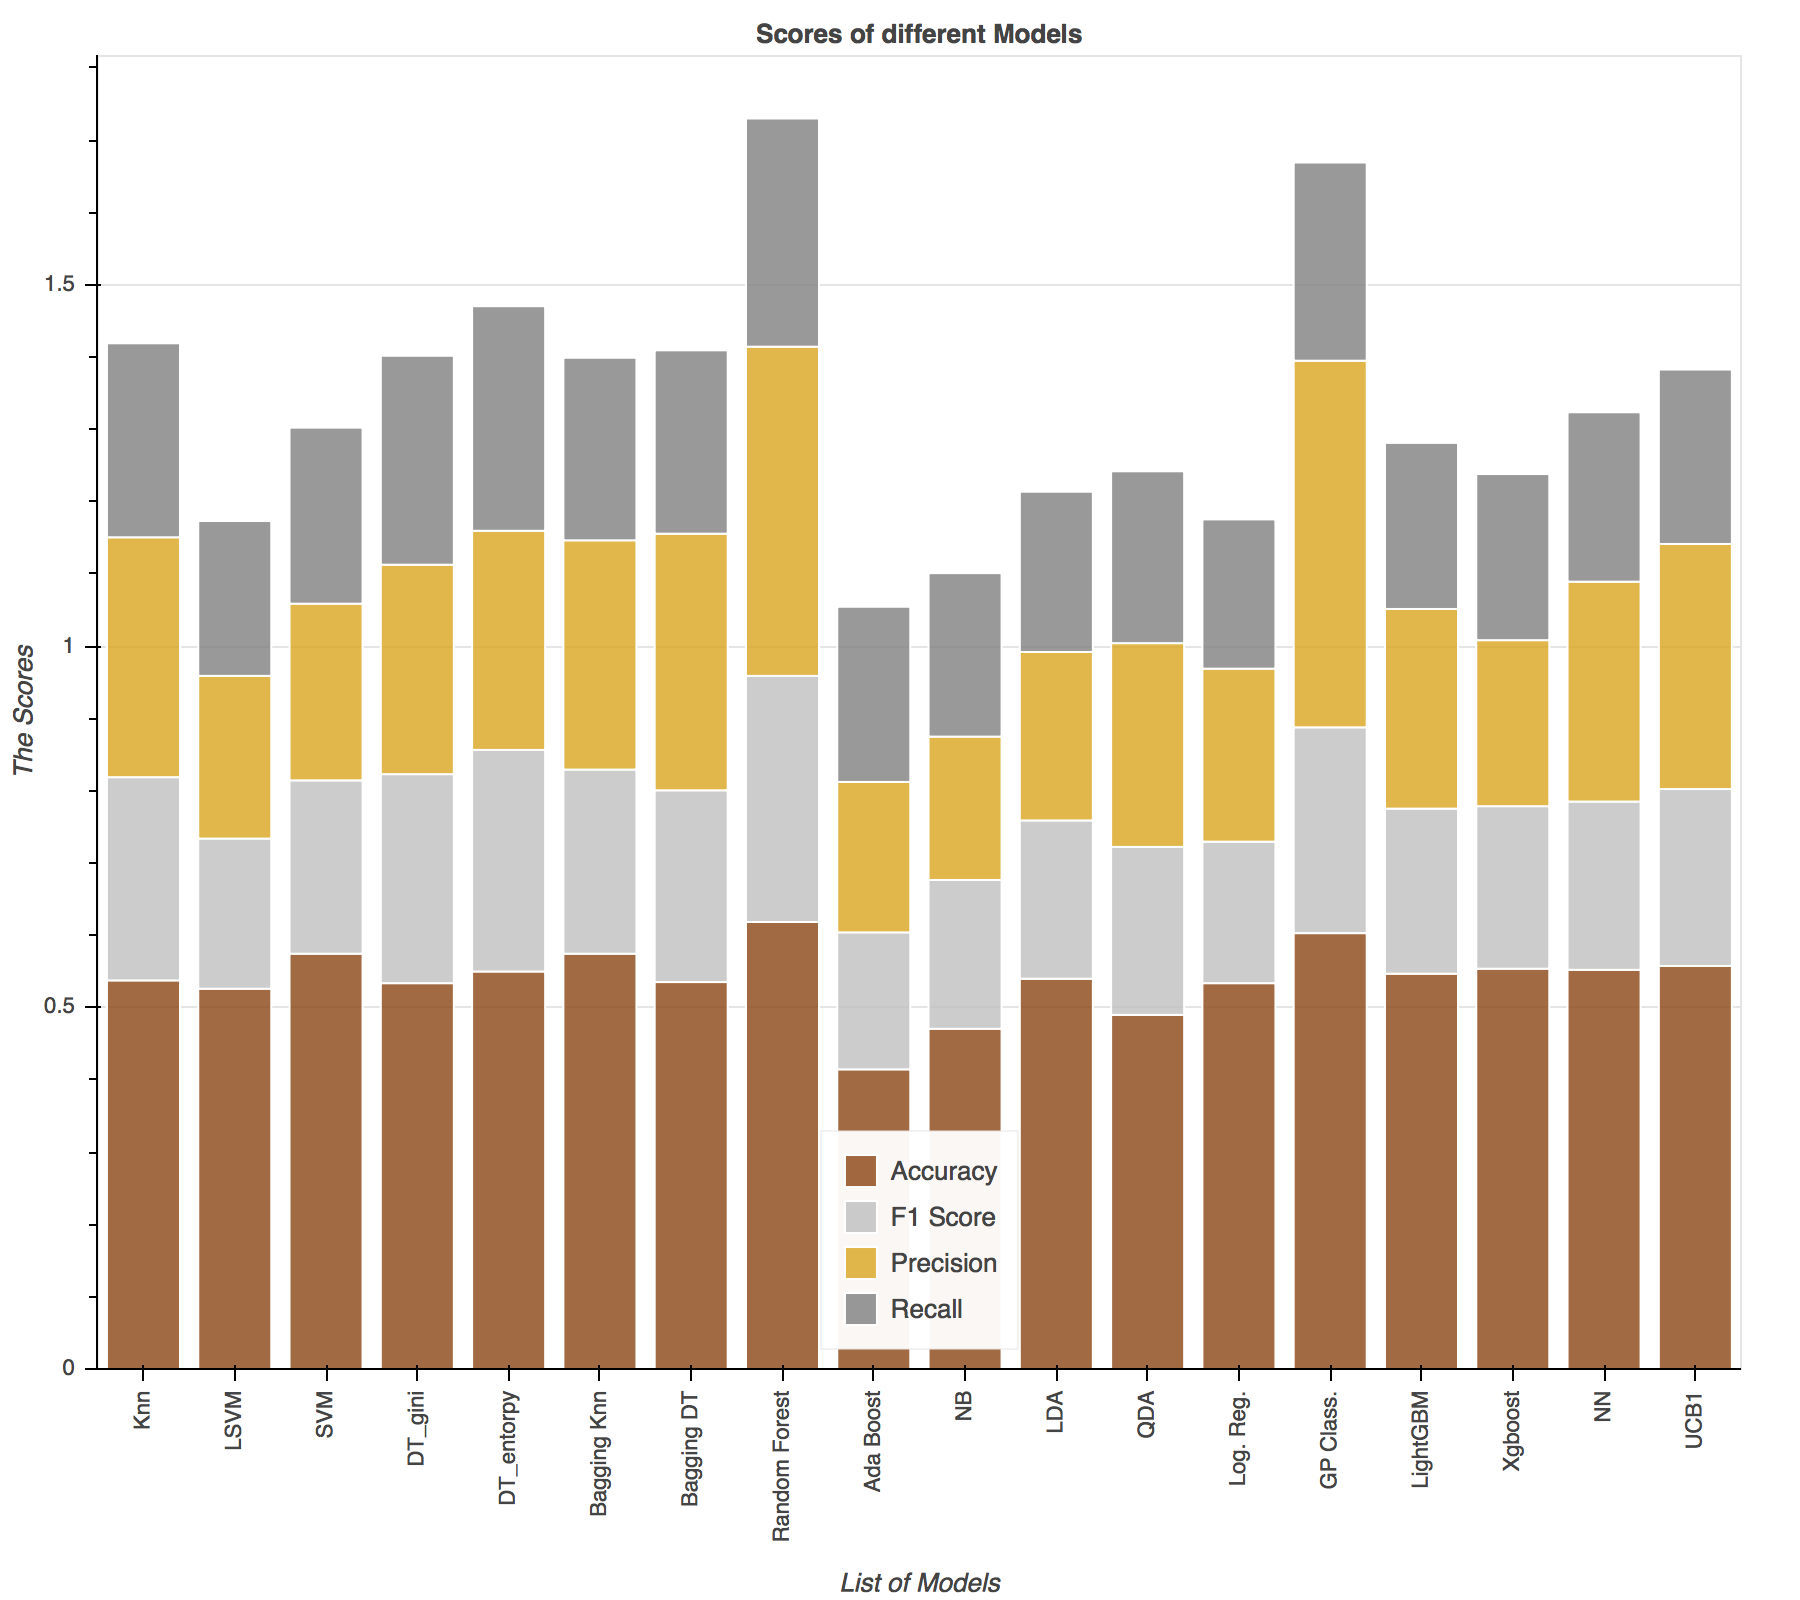 Scores of different Models
The Scores
1.5
1
0.5
0
Accuracy
F1 Score
Precision
Recall
Knn
LSVM
SVM
DT_gini
DT_entorpy
Bagging Knn
Bagging DT
Random Forest
Ada Boost
NB
LDA
QDA
Log. Reg.
GP Class.
LightGBM
Xgboost
NN
UCB1
List of Models